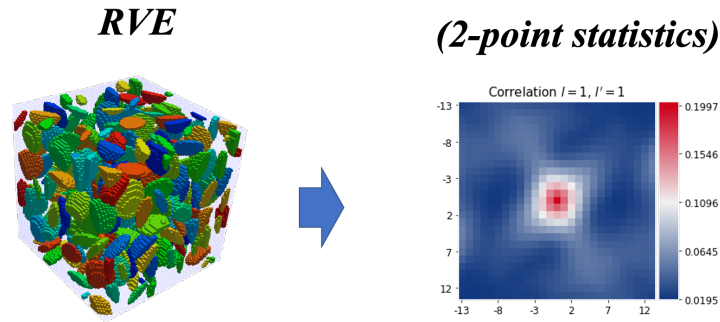 RVE
(2-point statistics)
Correlation l = 1, l′ = 1
-13
-8
-3
2
7
12
-13 -8 -3 2 7 12
0.1997
0.1546
0.1096
0.0645
0.0195